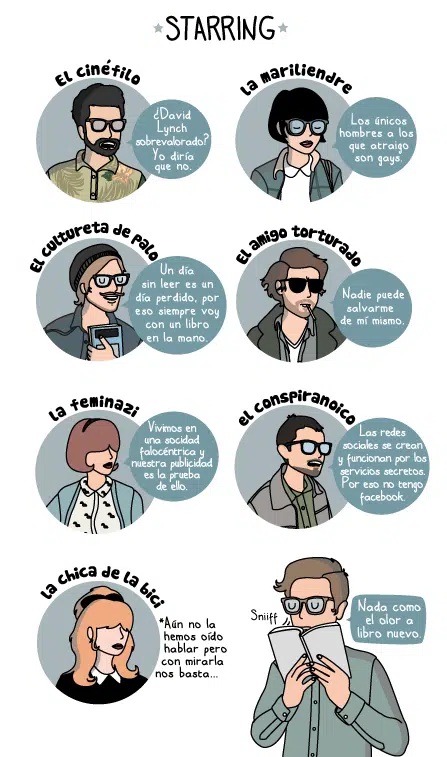 STARRING
El cinéfilo
¿David
Lynch
sobrevalorado?
Yo diría
que no.
la mariliendre
Los únicos
hombres a los
que atraigo
son gays.
El cultureta de palo
Un día
sin leer es un
día perdido, por
eso siempre voy
con un libro
en la mano.
El amigo torturado
Nadie puede
salvarme
de mí mismo.
la feminazi
Vivimos en
una socidad
falocéntrica y
nuestra publicidad
es la prueba
de ello.
el conspiranoico
Las redes
sociales se crean
y funcionan por los
servicios secretos.
Por eso no tengo
facebook.
la chica de la bici
*Aún no la
hemos oído
hablar pero
con mirarla
nos basta...
Sniiff
Nada como
el olor a
libro nuevo.